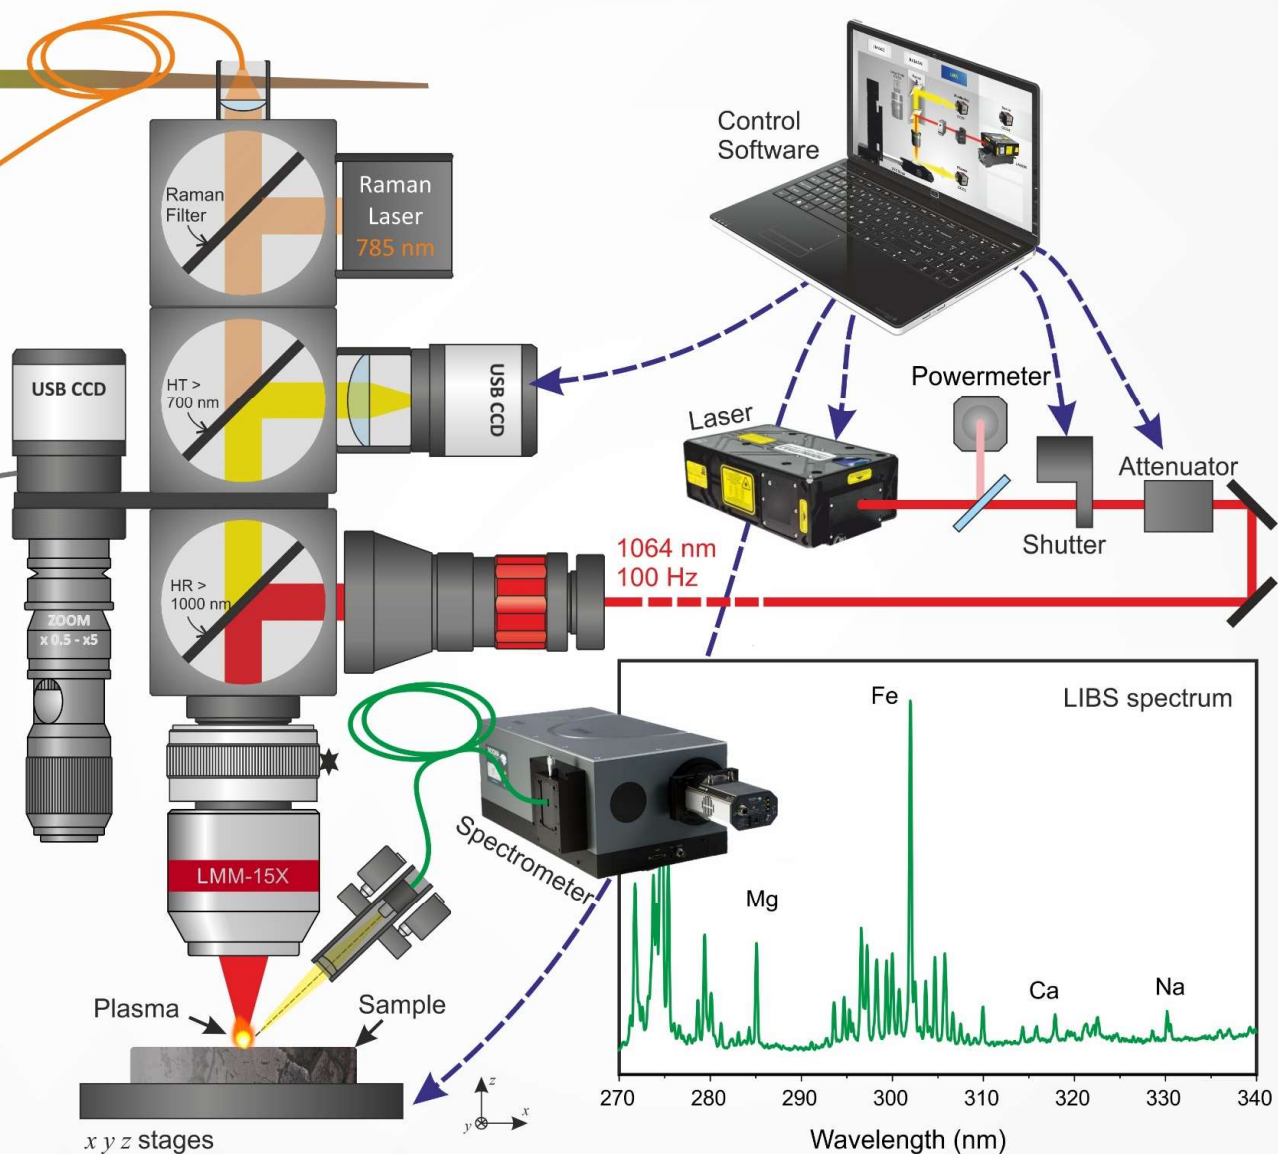 Control
Software
Raman
Filter
Raman
Laser
785 nm
USB CCD
HT >
700 nm
USB CCD
Powermeter
Laser
Attenuator
Shutter
1064 nm
100 Hz
HR >
1000 nm
ZOOM
x 0.5 - x5
Fe
LIBS spectrum
Spectrometer
LMM-15X
Mg
Plasma
Sample
Ca
Na
z
x
y
270
280
290
300
310
320
330
340
x y z stages
Wavelength (nm)